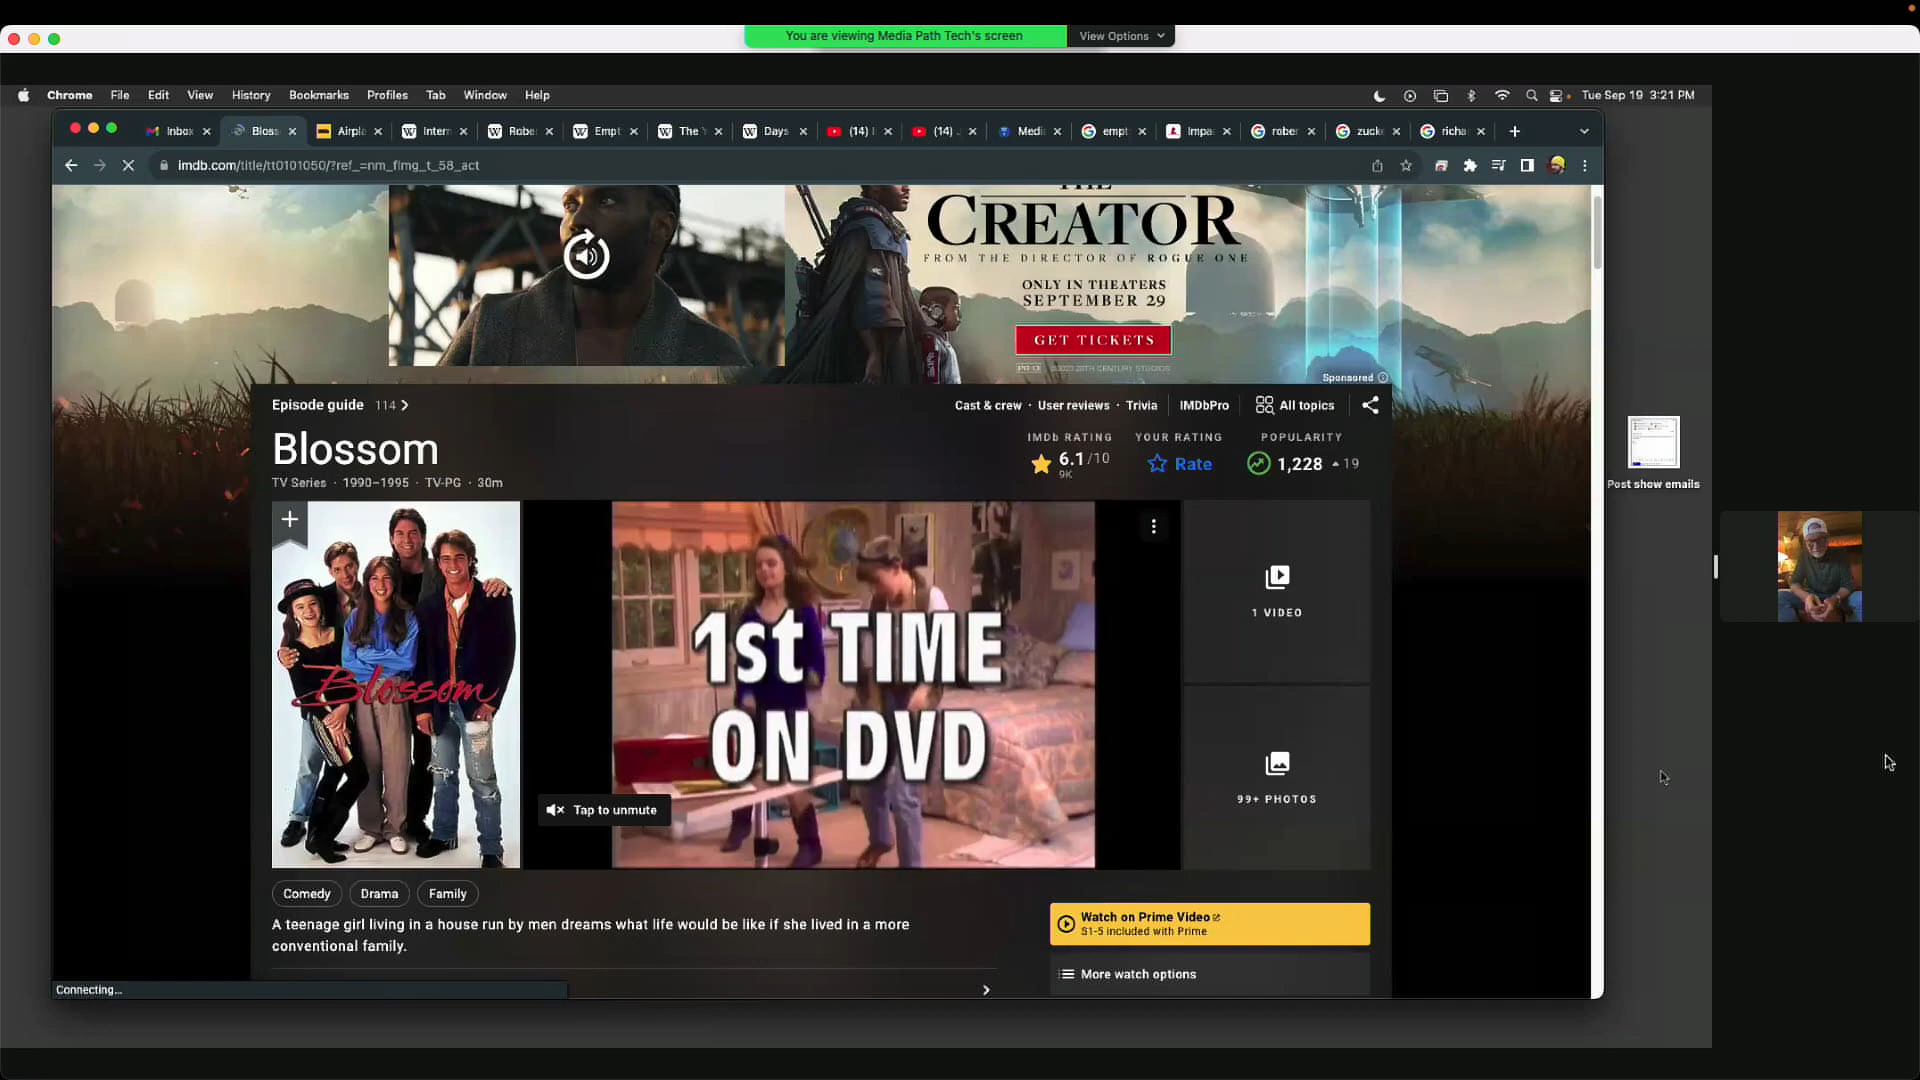 You are viewing Media Path Tech's screen
View Options
Chrome File Edit View History Bookmarks Profiles Tab Window Help
Tue Sep 19 3:21 PM
Inbox
Bloss
Airpla
Intern
Rober
Empt
The
Days
(14)
(14)
Medi
empt
Impa
rober
zucke
richa
imdb.com/title/tt0101050/?ref_=nm_flmg_t_58_act
THE
CREATOR
FROM THE DIRECTOR OF ROGUE ONE
ONLY IN THEATERS
SEPTEMBER 29
GET TICKETS
©2023 20TH CENTURY STUDIOS
Sponsored
Episode guide 114
Cast & crew · User reviews · Trivia
IMDbPro
All topics
Blossom
IMDb RATING
YOUR RATING
POPULARITY
6.1/10
9K
Rate
1,228
19
TV Series · 1990–1995 · TV-PG · 30m
Blossom
1st TIME
ON DVD
Tap to unmute
1 VIDEO
99+ PHOTOS
Comedy
Drama
Family
A teenage girl living in a house run by men dreams what life would be like if she lived in a more
conventional family.
Watch on Prime Video
S1-5 included with Prime
More watch options
Connecting...
Post show emails